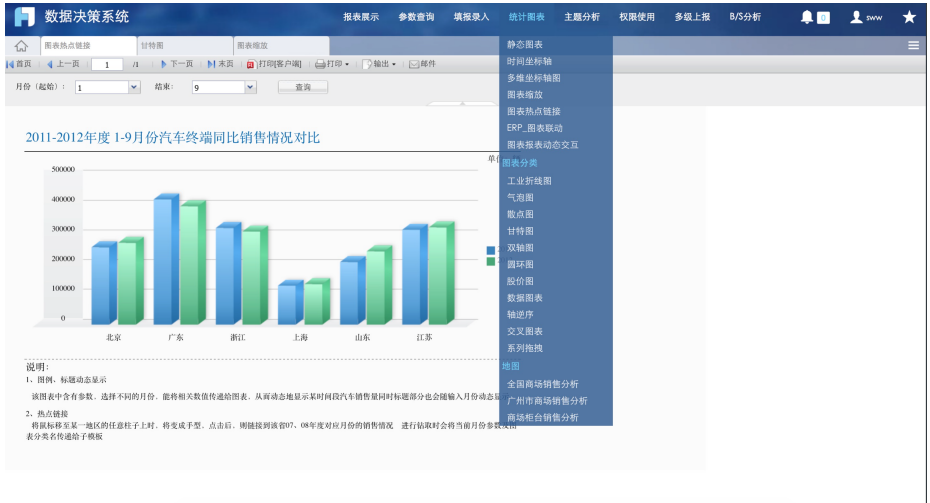 数据决策系统
报表展示 参数查询 填报录入 统计图表 主题分析 权限使用 多级上报 B/S分析 0 sww
图表热点链接 甘特图 图表缩放
首页 上一页 1 /1 下一页 末页 打印[客户端] 打印 输出 邮件
月份（起始）: 1 结束: 9 查询
2011-2012年度 1-9月份汽车终端同比销售情况对比
500000
400000
300000
200000
100000
0
北京 广东 浙江 上海 山东 江苏
说明:
1、图例、标题动态显示
该图表中含有参数, 选择不同的月份, 能将相关数值传递给图表, 从而动态地显示某时间段汽车销售量同时标题部分也会随输入月份动态显
2、热点链接
将鼠标移至某一地区的任意柱子上时, 将变成手型, 点击后, 则链接到该省07、08年度对应月份的销售情况 进行钻取时会将当前月份参数及图
表分类名传递给子模板
静态图表
时间坐标轴
多维坐标轴图
图表缩放
图表热点链接
ERP_图表联动
图表报表动态交互
图表分类
工业折线图
气泡图
散点图
甘特图
双轴图
圆环图
股价图
数据图表
轴逆序
交叉图表
系列拖拽
地图
全国商场销售分析
广州市商场销售分析
商场柜台销售分析